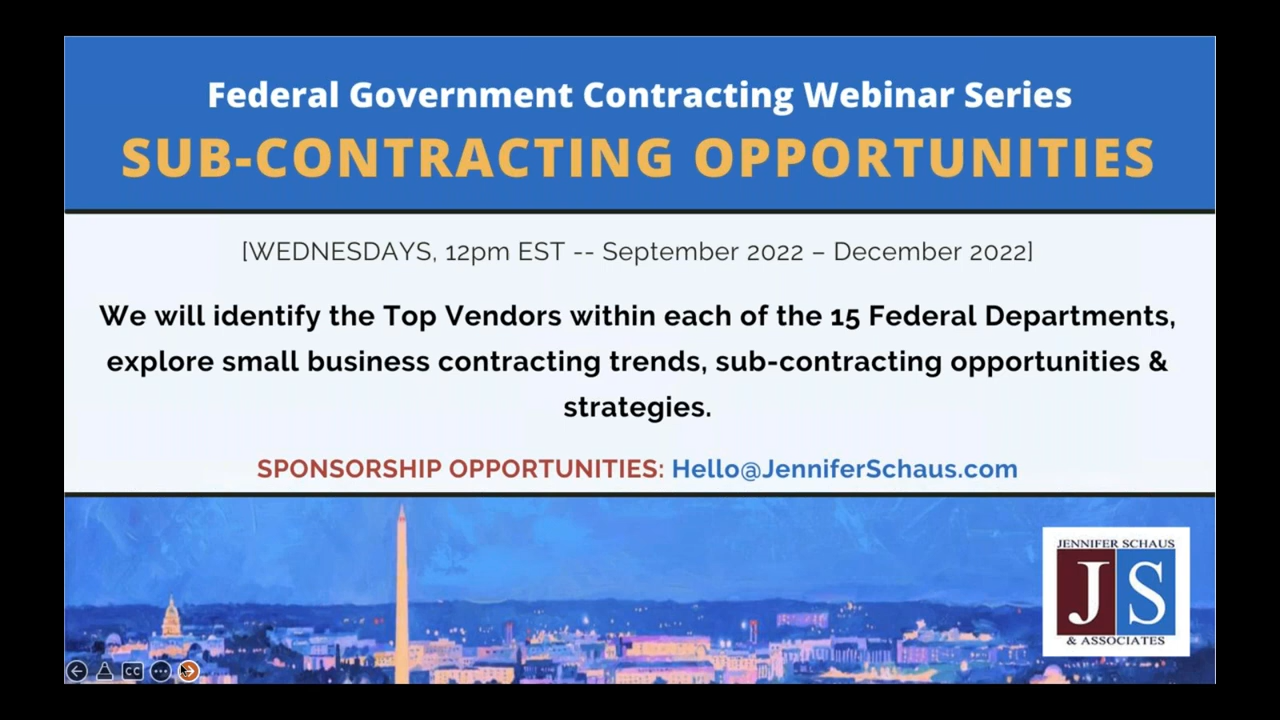 Federal Government Contracting Webinar Series
SUB-CONTRACTING OPPORTUNITIES
[WEDNESDAYS, 12pm EST -- September 2022 – December 2022]
We will identify the Top Vendors within each of the 15 Federal Departments,
explore small business contracting trends, sub-contracting opportunities &
strategies.
SPONSORSHIP OPPORTUNITIES: Hello@JenniferSchaus.com
JENNIFER SCHAUS
JS
& ASSOCIATES
CC